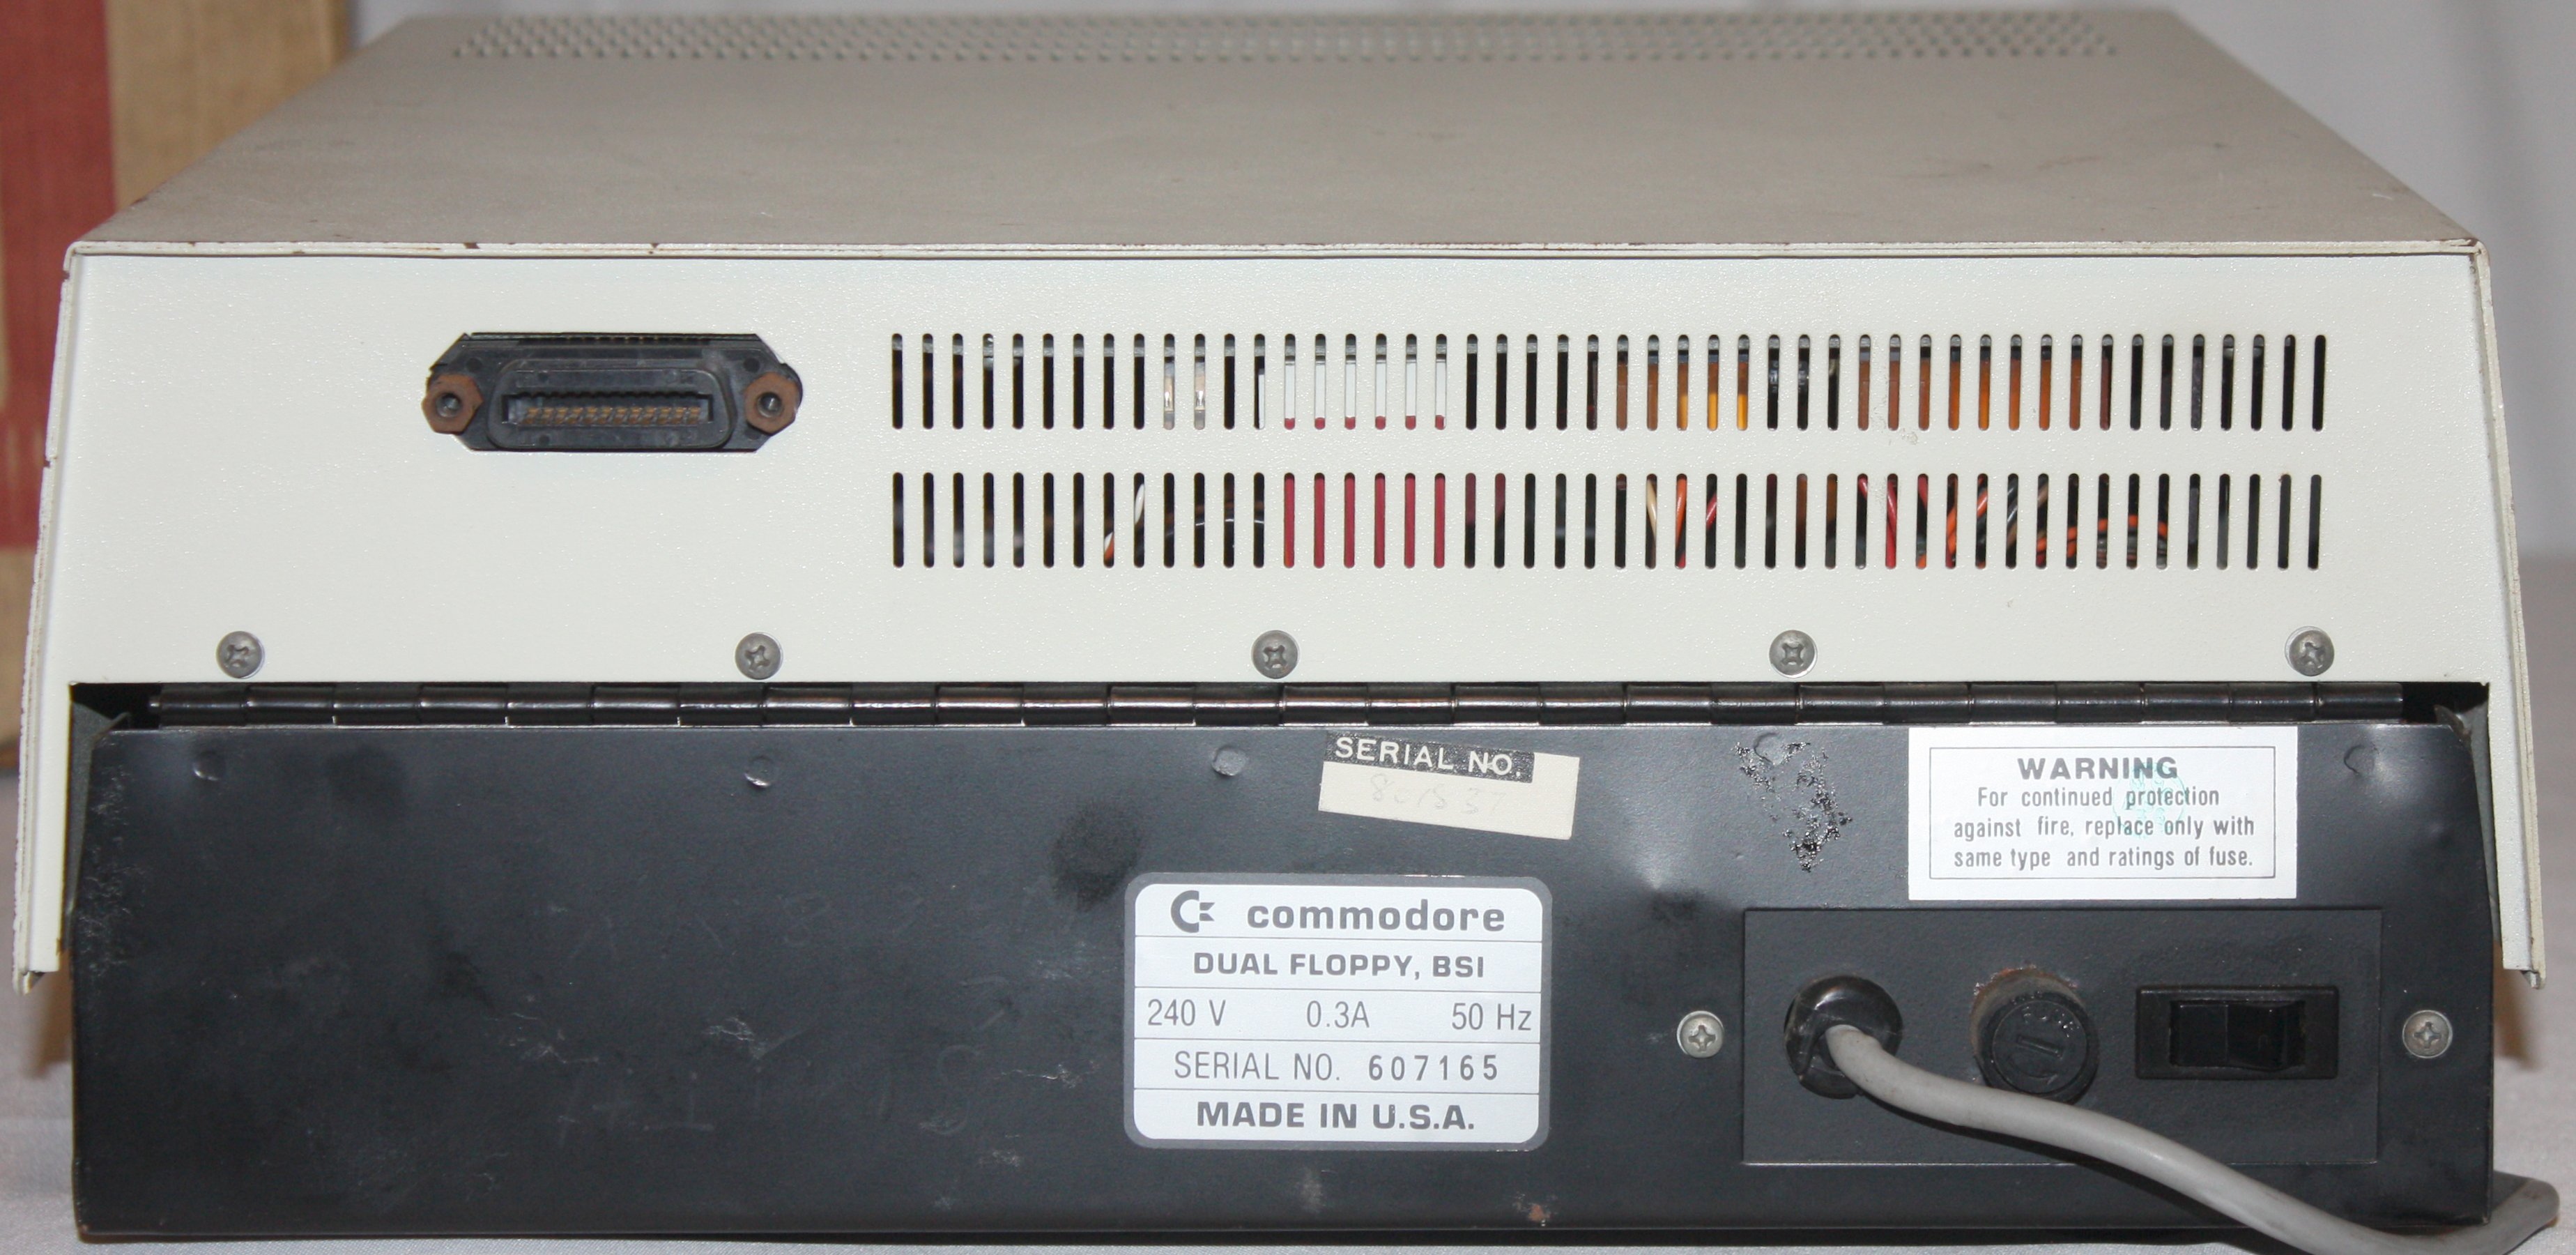 SERIAL NO.
WARNING
For continued protection
against fire, replace only with
same type and ratings of fuse.
commodore
DUAL FLOPPY, BSI
240 V 0.3A 50 Hz
SERIAL NO. 607165
MADE IN U.S.A.